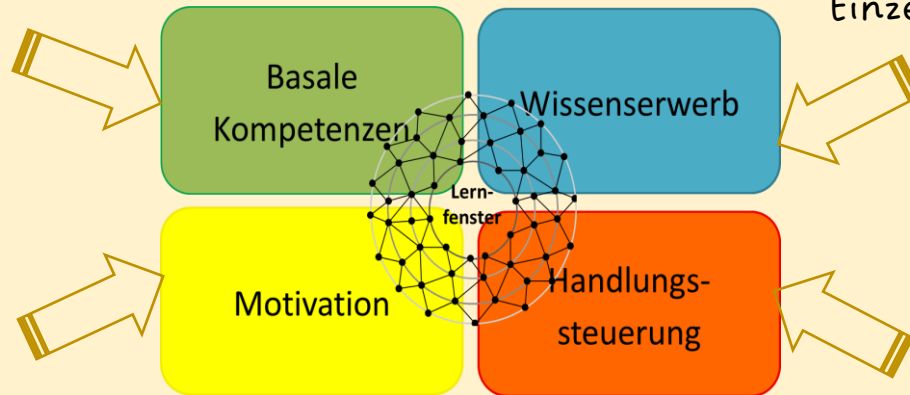 Basale
Kompetenzen
Wissenserwerb
Lern-
fenster
Motivation
Handlungs-
steuerung